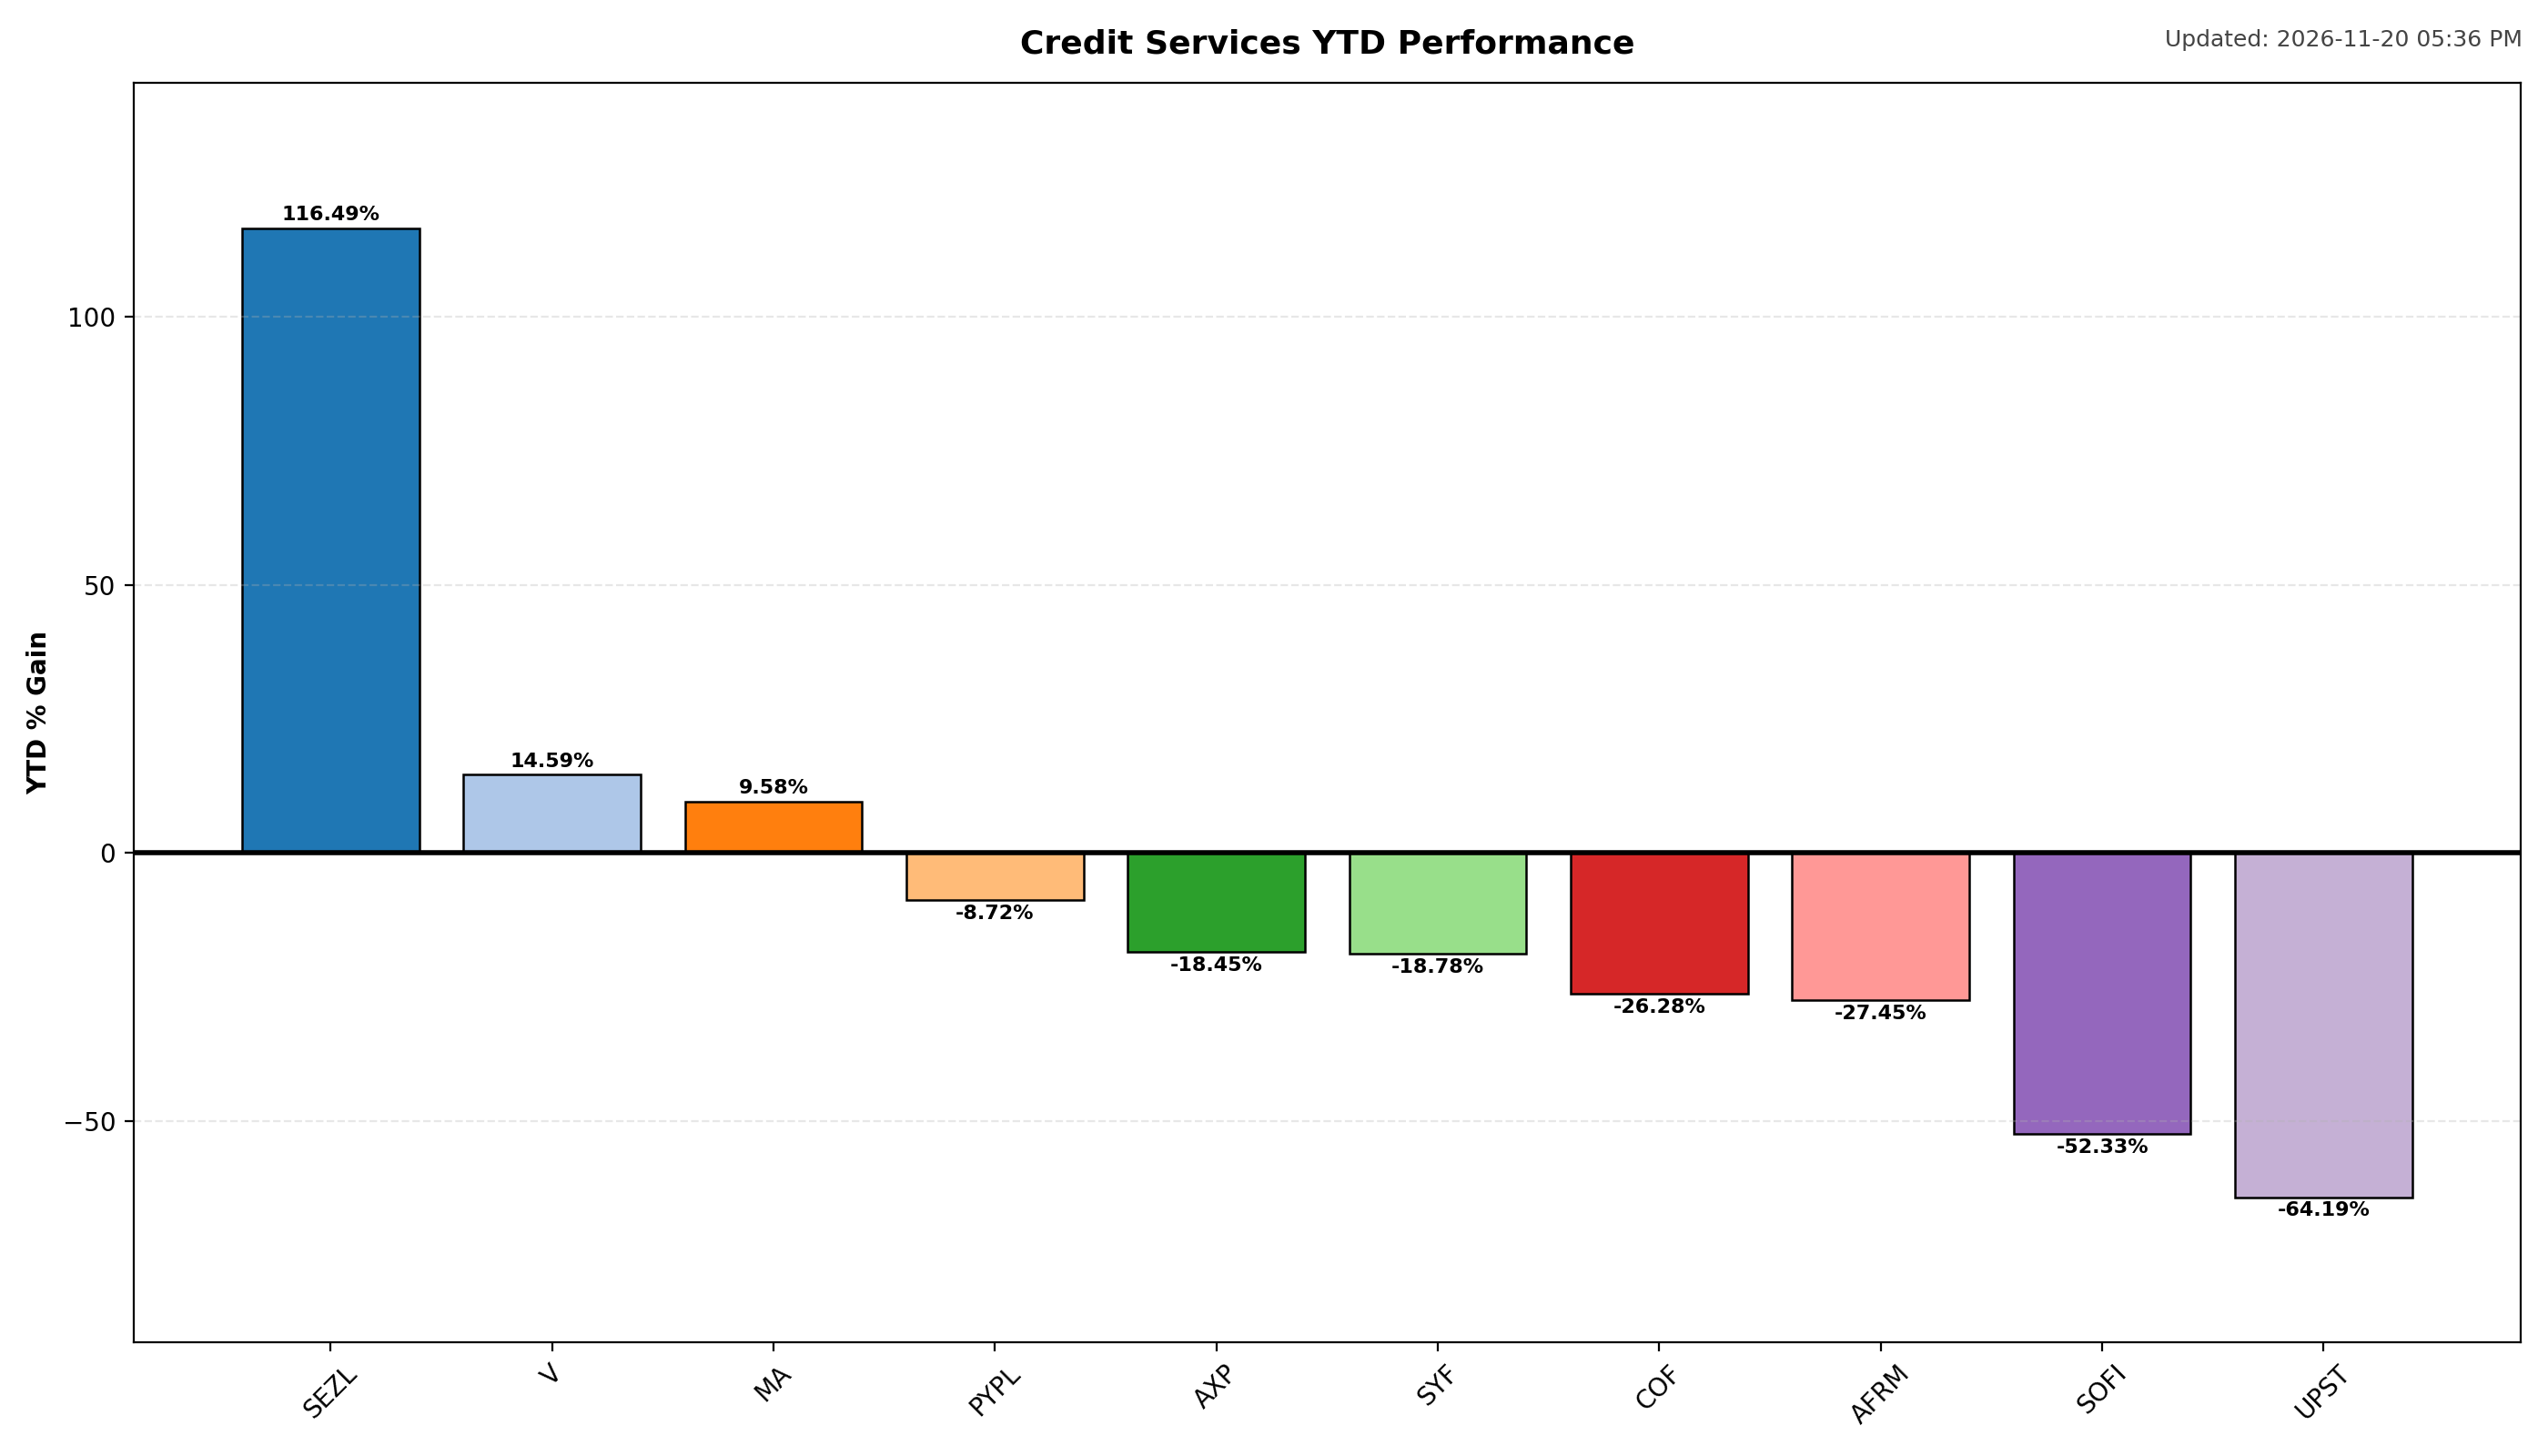 Credit Services YTD Performance
Updated: 2026-11-20 05:36 PM
YTD % Gain
100
50
0
−50
116.49%
14.59%
9.58%
-8.72%
-18.45%
-18.78%
-26.28%
-27.45%
-52.33%
-64.19%
SEZL
V
MA
PYPL
AXP
SYF
COF
AFRM
SOFI
UPST